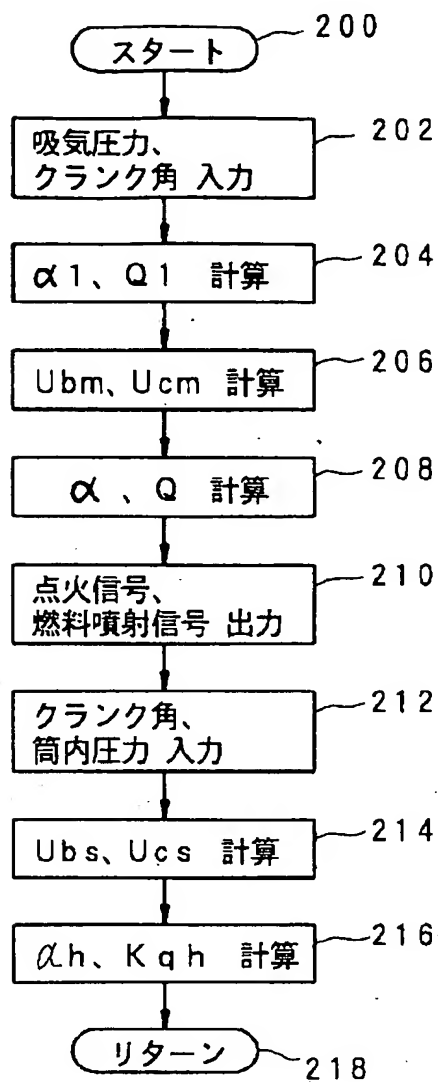 スタート
200
吸気圧力、
クランク角 入力
202
α1、Q1 計算
204
Ubm、Ucm 計算
206
α、Q 計算
208
点火信号、
燃料噴射信号 出力
210
クランク角、
筒内圧力 入力
212
Ubs、Ucs 計算
214
αh、Kqh 計算
216
リターン
218